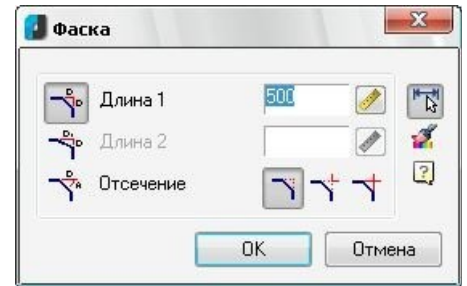 Фаска
Длина 1 500
Длина 2
Отсечение
OK Отмена